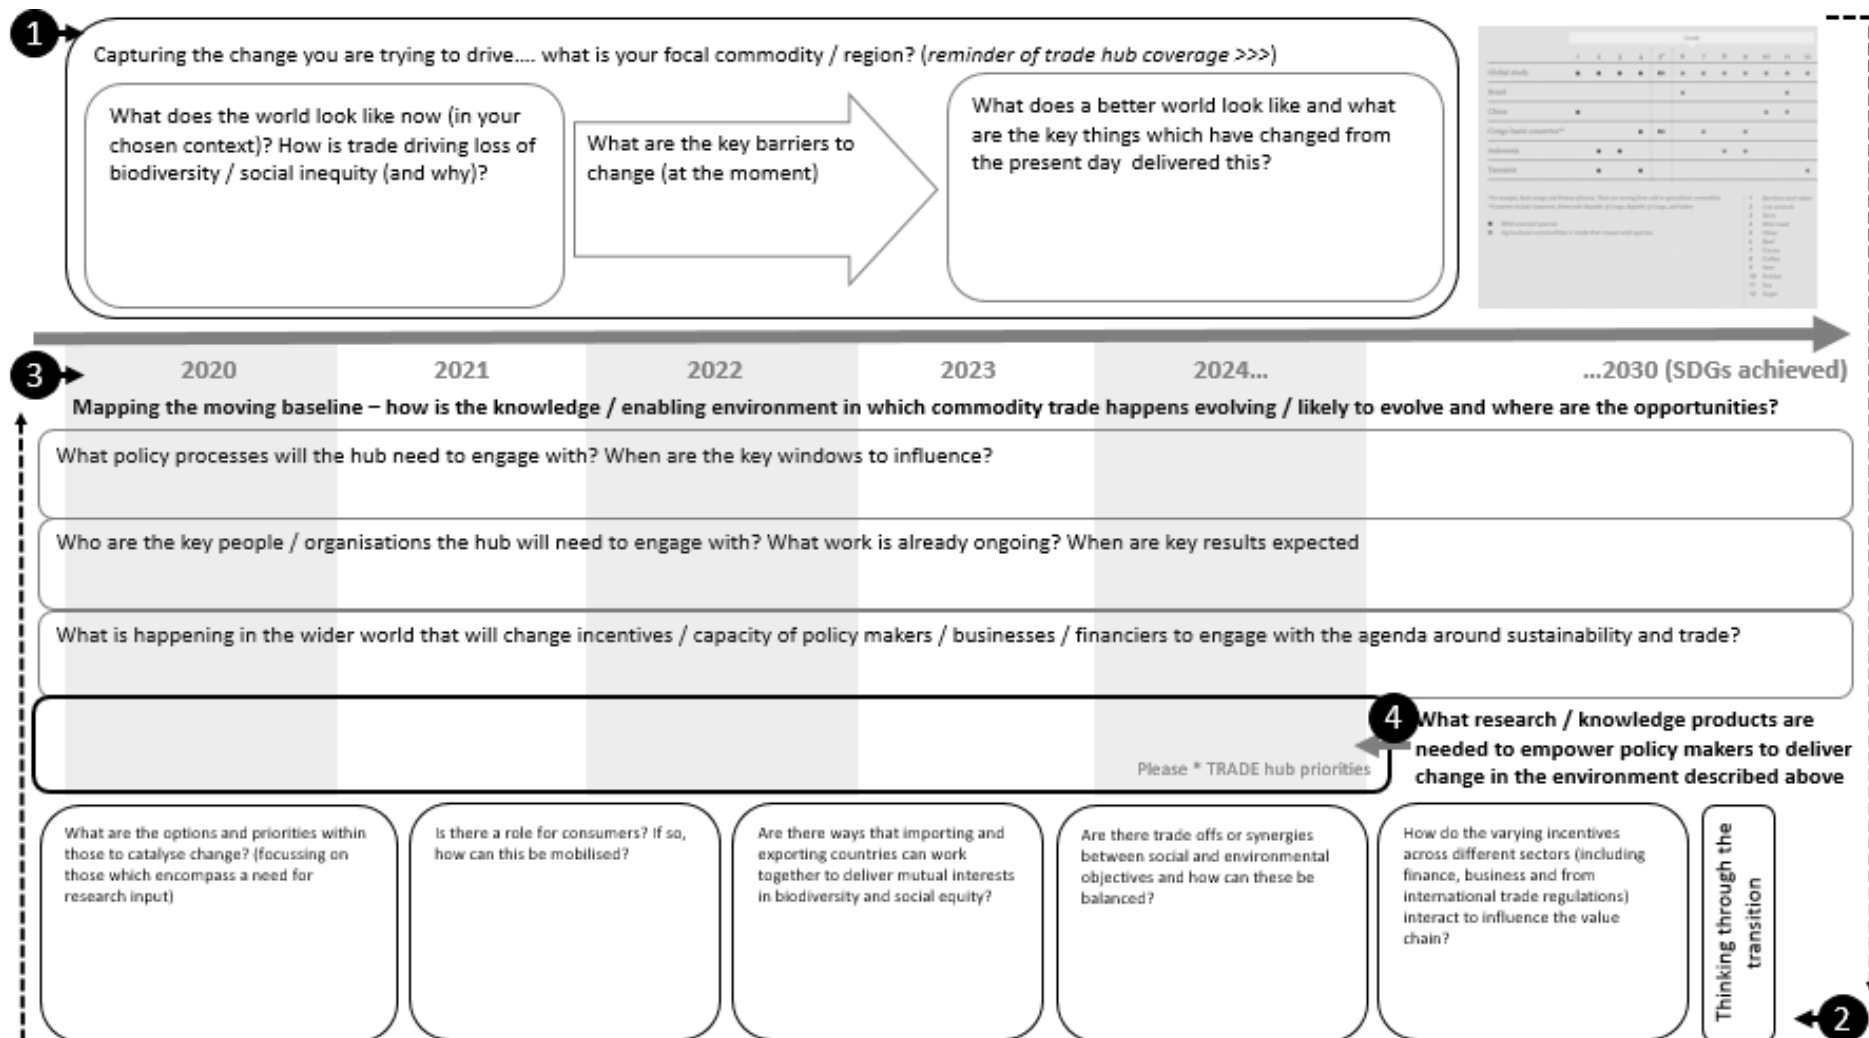 1
Capturing the change you are trying to drive.... what is your focal commodity / region? (reminder of trade hub coverage >>>)
What does the world look like now (in your
chosen context)? How is trade driving loss of
biodiversity / social inequity (and why)?
What are the key barriers to
change (at the moment)
What does a better world look like and what
are the key things which have changed from
the present day  delivered this?
Global study
Brazil
China
Indonesia
Tanzania
3
2020
2021
2022
2023
2024...
...2030 (SDGs achieved)
Mapping the moving baseline – how is the knowledge / enabling environment in which commodity trade happens evolving / likely to evolve and where are the opportunities?
What policy processes will the hub need to engage with? When are the key windows to influence?
Who are the key people / organisations the hub will need to engage with? What work is already ongoing? When are key results expected
What is happening in the wider world that will change incentives / capacity of policy makers / businesses / financiers to engage with the agenda around sustainability and trade?
4
What research / knowledge products are
needed to empower policy makers to deliver
change in the environment described above
Please * TRADE hub priorities
What are the options and priorities within
those to catalyse change? (focussing on
those which encompass a need for
research input)
Is there a role for consumers? If so,
how can this be mobilised?
Are there ways that importing and
exporting countries can work
together to deliver mutual interests
in biodiversity and social equity?
Are there trade offs or synergies
between social and environmental
objectives and how can these be
balanced?
How do the varying incentives
across different sectors (including
finance, business and from
international trade regulations)
interact to influence the value
chain?
Thinking through the
transition
2